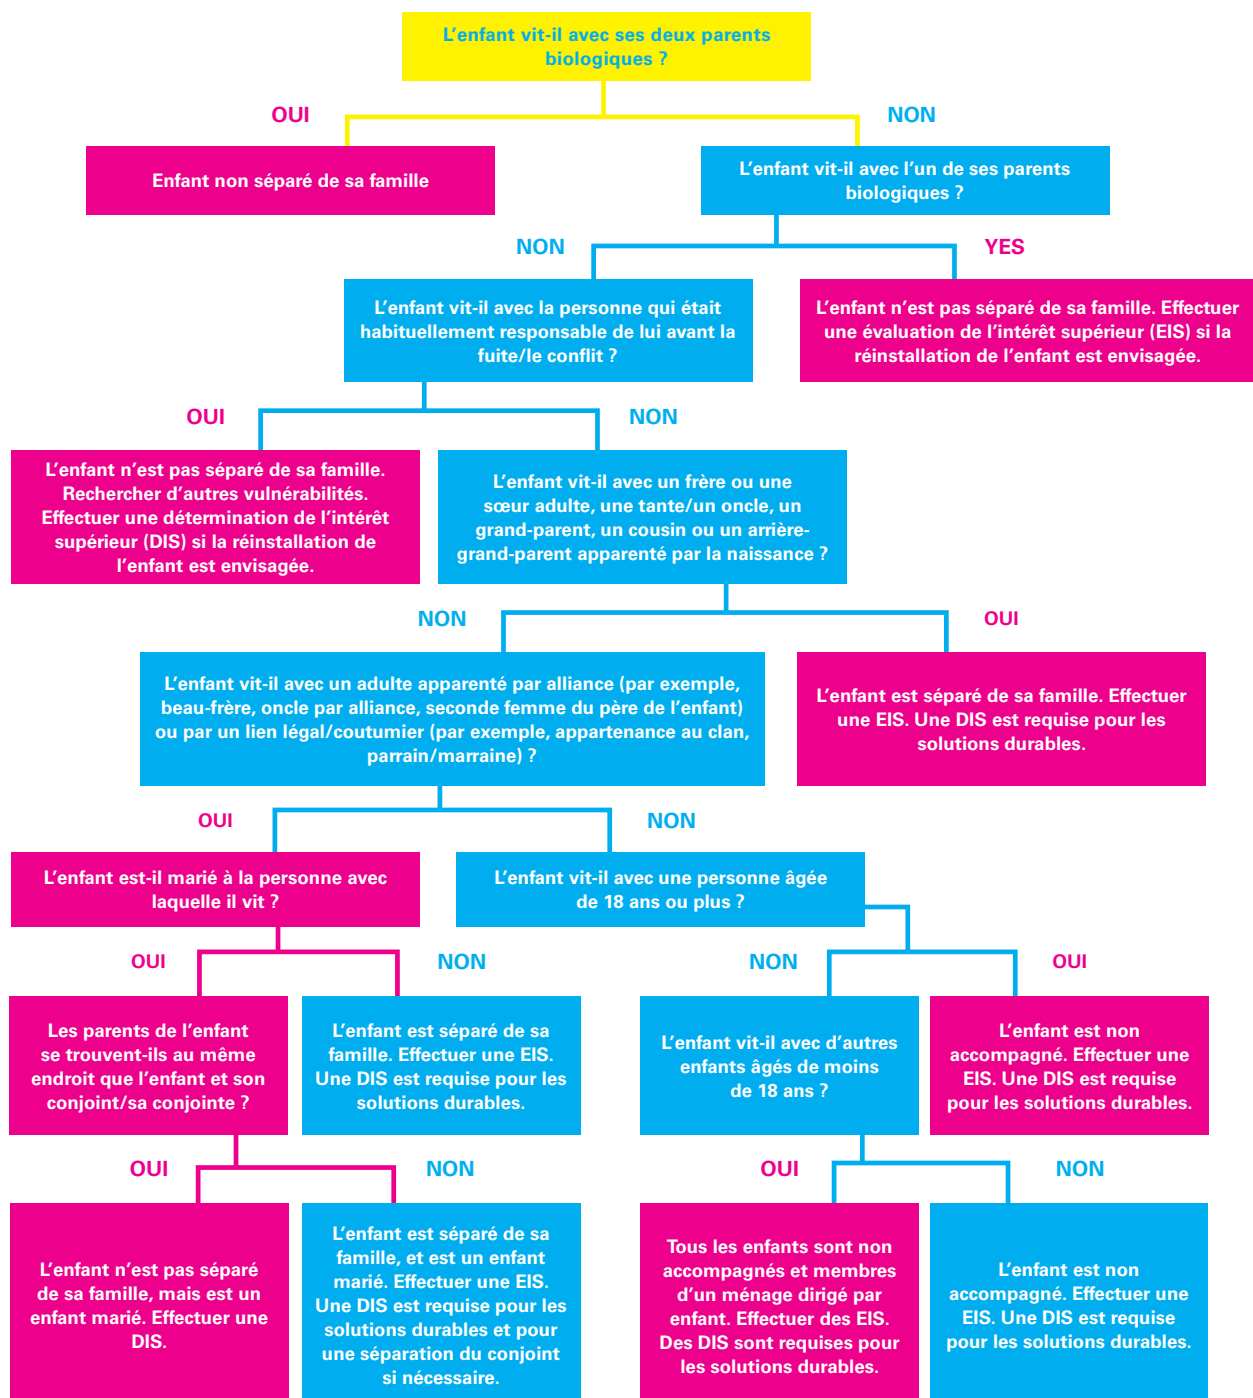 L’enfant vit-il avec ses deux parents
biologiques ?
OUI
NON
Enfant non séparé de sa famille
L’enfant vit-il avec l’un de ses parents
biologiques ?
NON
YES
L’enfant vit-il avec la personne qui était
habituellement responsable de lui avant la
fuite/le conflit ?
L’enfant n’est pas séparé de sa famille. Effectuer
une évaluation de l’intérêt supérieur (EIS) si la
réinstallation de l’enfant est envisagée.
OUI
NON
L’enfant n’est pas séparé de sa famille.
Rechercher d’autres vulnérabilités.
Effectuer une détermination de l’intérêt
supérieur (DIS) si la réinstallation de
l’enfant est envisagée.
L’enfant vit-il avec un frère ou une
sœur adulte, une tante/un oncle, un
grand-parent, un cousin ou un arrière-
grand-parent apparenté par la naissance ?
NON
OUI
L’enfant vit-il avec un adulte apparenté par alliance (par exemple,
beau-frère, oncle par alliance, seconde femme du père de l’enfant)
ou par un lien légal/coutumier (par exemple, appartenance au clan,
parrain/marraine) ?
L’enfant est séparé de sa famille. Effectuer
une EIS. Une DIS est requise pour les
solutions durables.
OUI
NON
L’enfant est-il marié à la personne avec
laquelle il vit ?
L’enfant vit-il avec une personne âgée
de 18 ans ou plus ?
OUI
NON
NON
OUI
Les parents de l’enfant
se trouvent-ils au même
endroit que l’enfant et son
conjoint/sa conjointe ?
L’enfant est séparé de sa
famille. Effectuer une EIS.
Une DIS est requise pour les
solutions durables.
L’enfant vit-il avec d’autres
enfants âgés de moins
de 18 ans ?
L’enfant est non
accompagné. Effectuer une
EIS. Une DIS est requise
pour les solutions durables.
OUI
NON
OUI
NON
L’enfant n’est pas séparé
de sa famille, mais est un
enfant marié. Effectuer une
DIS.
L’enfant est séparé de sa
famille, et est un enfant
marié. Effectuer une EIS.
Une DIS est requise pour les
solutions durables et pour
une séparation du conjoint
si nécessaire.
Tous les enfants sont non
accompagnés et membres
d’un ménage dirigé par
enfant. Effectuer des EIS.
Des DIS sont requises pour
les solutions durables.
L’enfant est non
accompagné. Effectuer une
EIS. Une DIS est requise
pour les solutions durables.